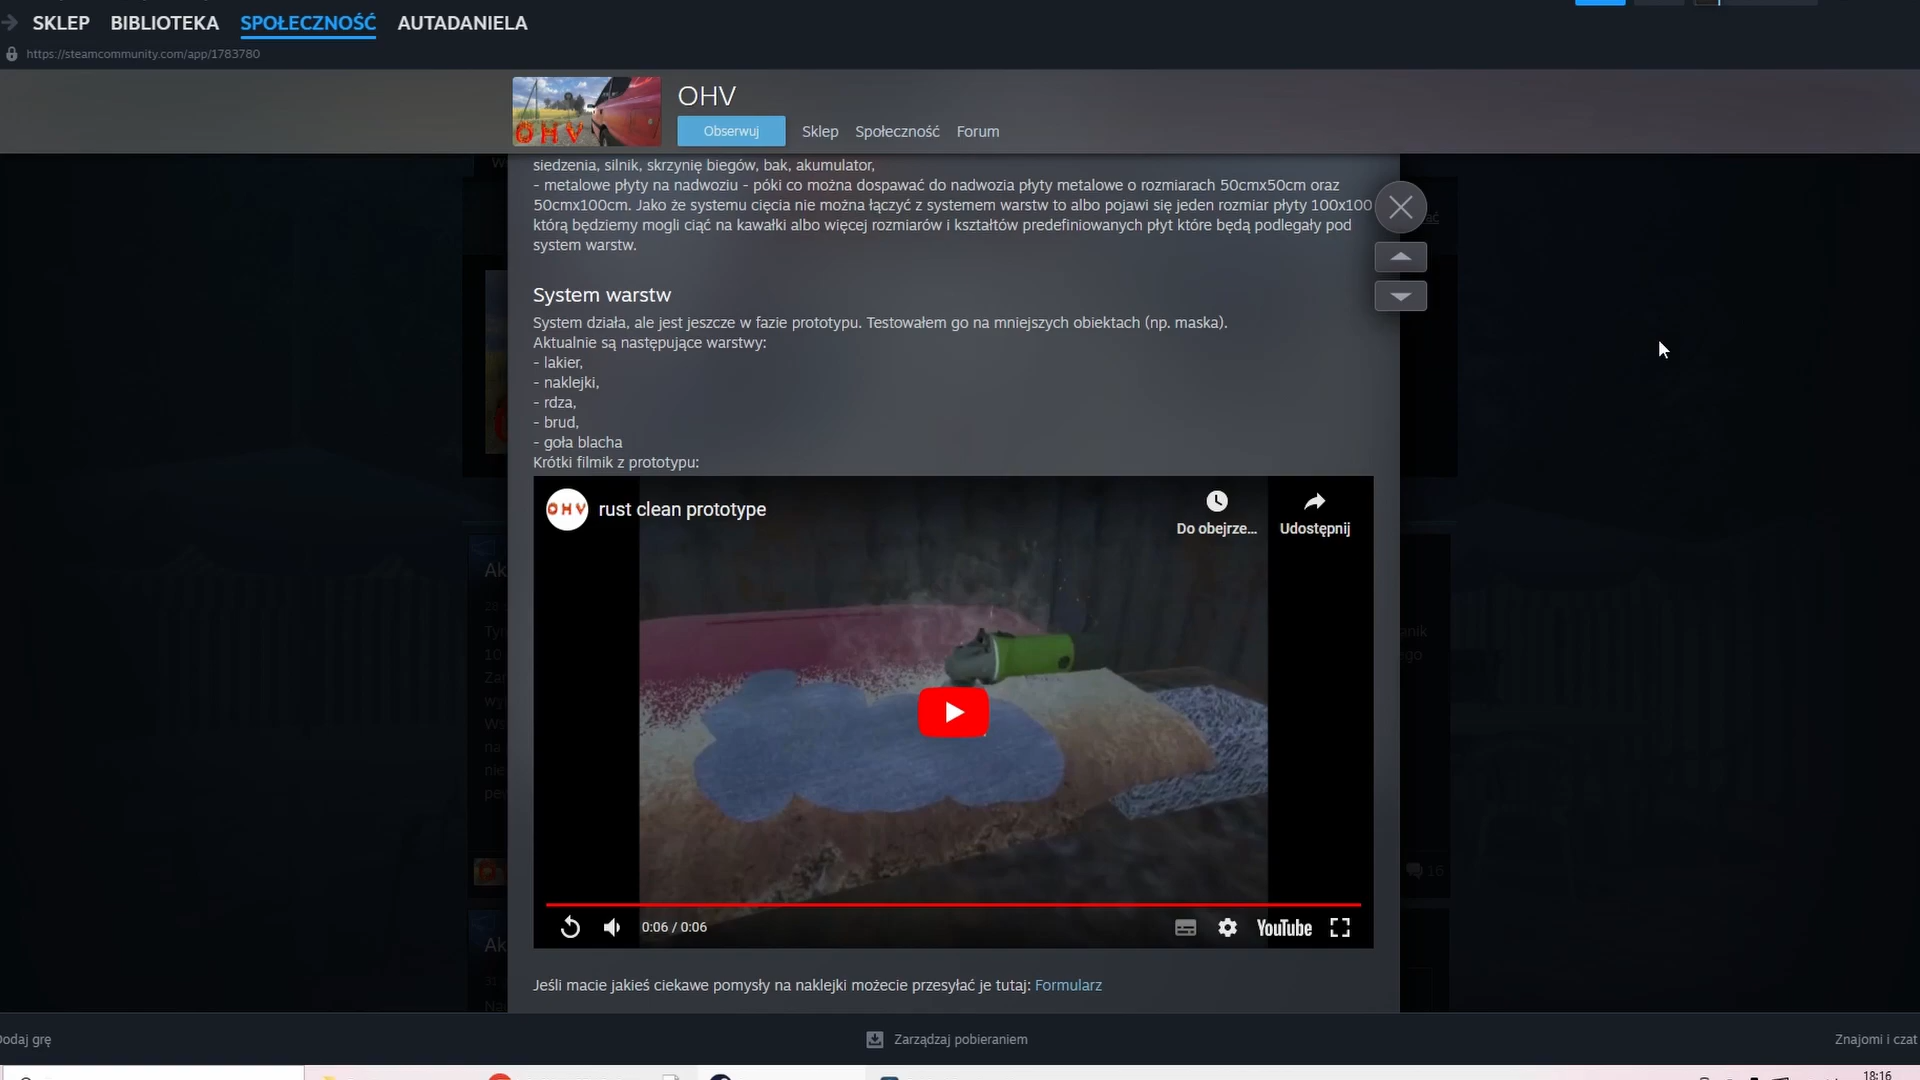 SKLEP BIBLIOTEKA SPOŁECZNOŚĆ AUTADANIELA
https://steamcommunity.com/app/1783780
OHV
OHV
Obserwuj Sklep Społeczność Forum
siedzenia, silnik, skrzynię biegów, bak, akumulator,
- metalowe płyty na nadwoziu - póki co można dospawać do nadwozia płyty metalowe o rozmiarach 50cmx50cm oraz
50cmx100cm. Jako że systemu cięcia nie można łączyć z systemem warstw to albo pojawi się jeden rozmiar płyty 100x100
którą będziemy mogli ciąć na kawałki albo więcej rozmiarów i kształtów predefiniowanych płyt które będą podlegały pod
system warstw.
System warstw
System działa, ale jest jeszcze w fazie prototypu. Testowałem go na mniejszych obiektach (np. maska).
Aktualnie są następujące warstwy:
- lakier,
- naklejki,
- rdza,
- brud,
- goła blacha
Krótki filmik z prototypu:
OHV rust clean prototype
Do obejrze... Udostępnij
0:06 / 0:06 YouTube
Jeśli macie jakieś ciekawe pomysły na naklejki możecie przesyłać je tutaj: Formularz
16
Dodaj grę Zarządzaj pobieraniem Znajomi i czat
18:16